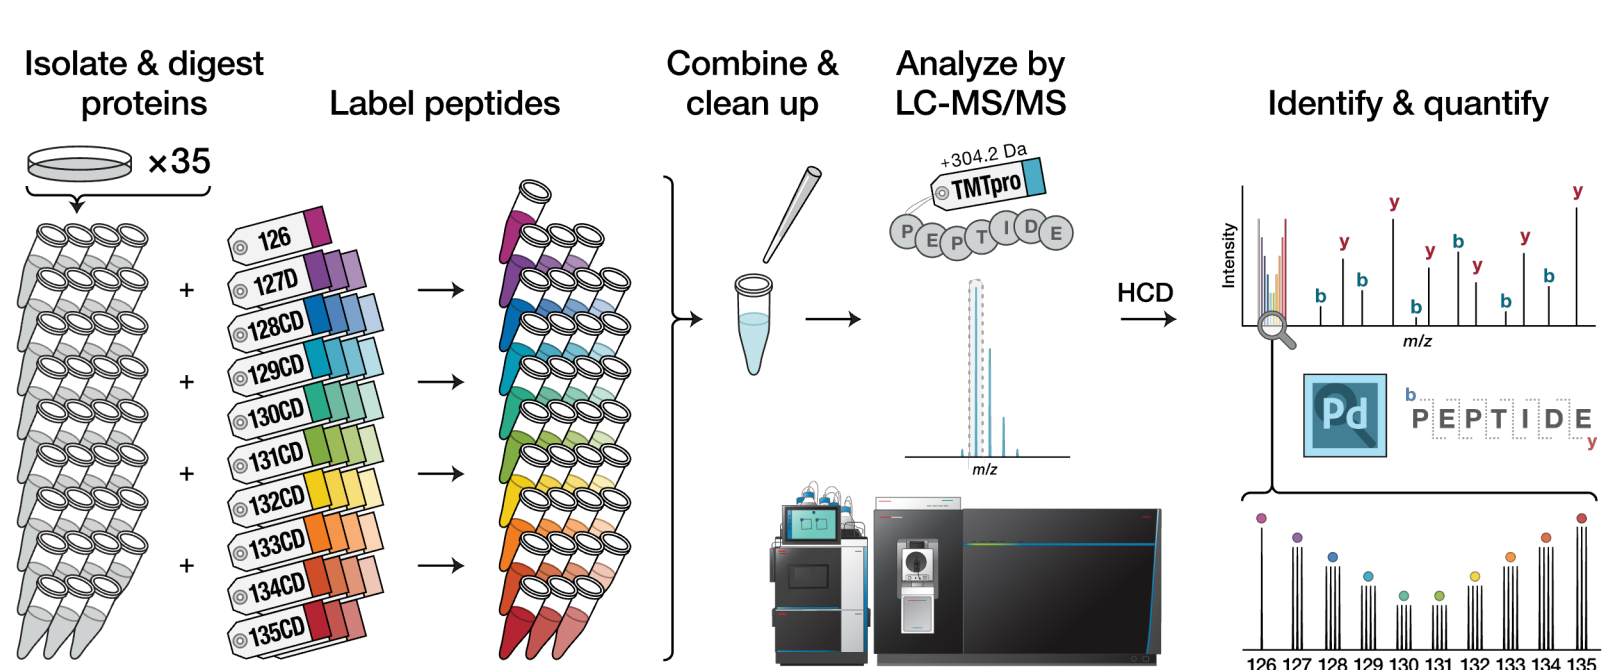 Isolate & digest
proteins
Label peptides
Combine &
clean up
Analyze by
LC-MS/MS
Identify & quantify
×35
126
127D
128CD
129CD
130CD
131CD
132CD
133CD
134CD
135CD
+
+
+
+
+304.2 Da
TMTpro
PEPTIDE
m/z
HCD
Intensity
b
y
b
y
b
y
b
y
b
y
b
y
m/z
Pd
b
PEPTIDE
y
126 127 128 129 130 131 132 133 134 135